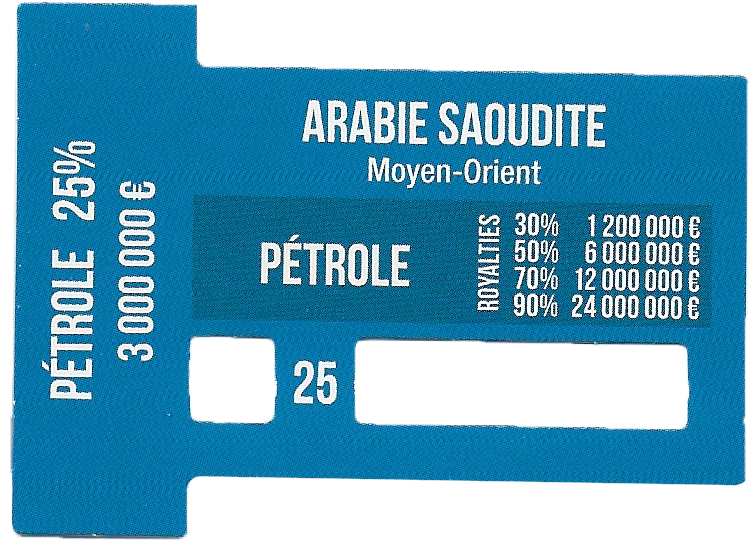 PÉTROLE 25%
3 000 000 €
ARABIE SAOUDITE
Moyen-Orient
PÉTROLE
ROYALTIES
30% 1 200 000 €
50% 6 000 000 €
70% 12 000 000 €
90% 24 000 000 €
25